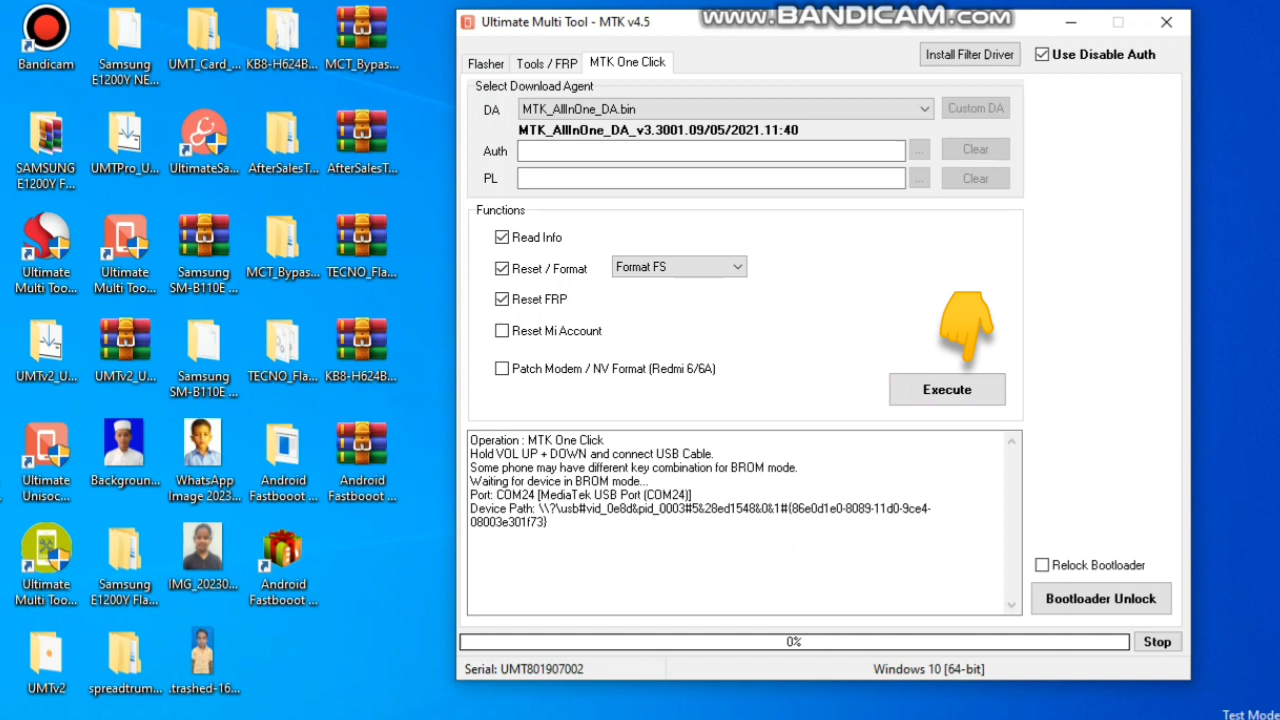 www.BANDICAM.com
Bandicam
Samsung
E1200Y NE...
UMT_Card_...
KB8-H624B...
MCT_Bypas...
SAMSUNG
E1200Y F...
UMTPro_U...
UltimateSa...
AfterSalesT...
AfterSalesT...
Ultimate
Multi Too...
Ultimate
Multi Too...
Samsung
SM-B110E ...
MCT_Bypas...
TECNO_Fla...
UMTv2_U...
UMTv2_U...
Samsung
SM-B110E ...
TECNO_Fla...
KB8-H624B...
Ultimate
Unisoc...
Backgroun...
WhatsApp
Image 2023...
Android
Fastbooot ...
Android
Fastbooot ...
Ultimate
Multi Too...
Samsung
E1200Y Fla...
IMG_20230...
Android
Fastbooot ...
UMTv2
spreadtrum...
.trashed-16...
Ultimate Multi Tool - MTK v4.5
Flasher
Tools / FRP
MTK One Click
Install Filter Driver
Use Disable Auth
Select Download Agent
DA
MTK_AllInOne_DA.bin
Custom DA
MTK_AllInOne_DA_v3.3001.09/05/2021.11:40
Auth
...
Clear
PL
...
Clear
Functions
Read Info
Reset / Format
Format FS
Reset FRP
Reset Mi Account
Patch Modem / NV Format (Redmi 6/6A)
Execute
Operation : MTK One Click
Hold VOL UP + DOWN and connect USB Cable.
Some phone may have different key combination for BROM mode.
Waiting for device in BROM mode...
Port: COM24 [MediaTek USB Port (COM24)]
Device Path: \\?\usb#vid_0e8d&pid_0003#5&28ed1548&0&1#{86e0d1e0-8089-11d0-9ce4-
08003e301f73}
Relock Bootloader
Bootloader Unlock
0%
Stop
Serial: UMT801907002
Windows 10 [64-bit]
Test Mode